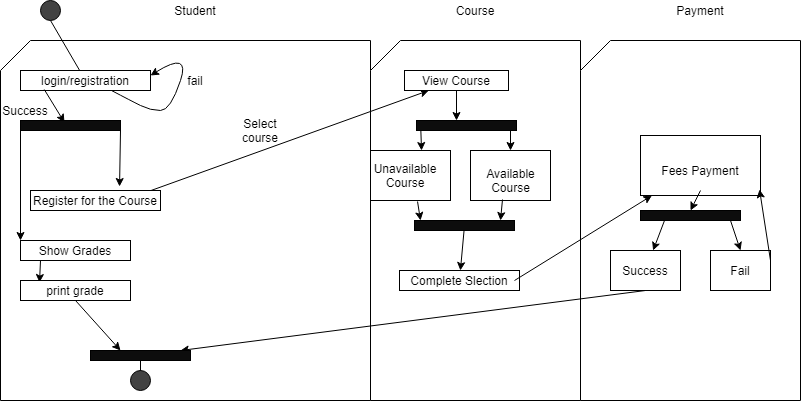 Student
Course
Payment
login/registration
fail
Success
Select
course
Register for the Course
Show Grades
print grade
View Course
Unavailable
Course
Available
Course
Complete Slection
Fees Payment
Success
Fail